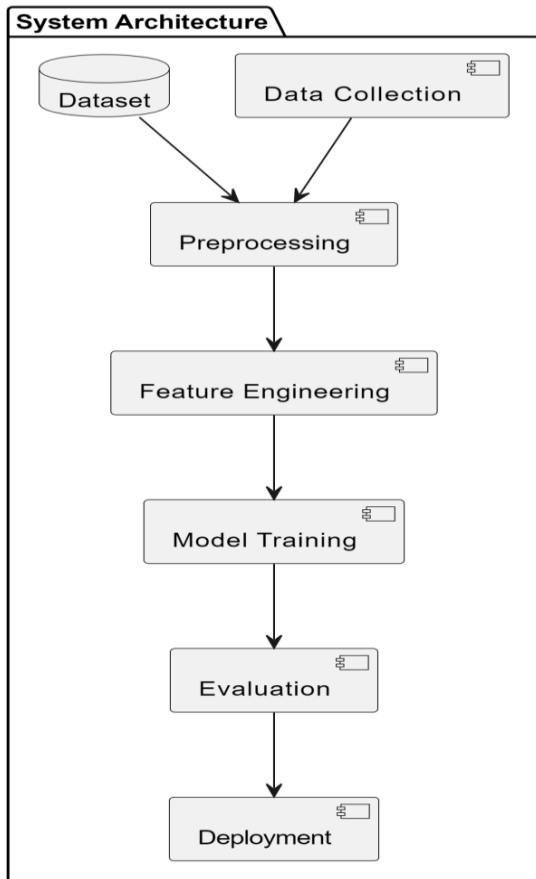 System Architecture
Dataset
Data Collection
Preprocessing
Feature Engineering
Model Training
Evaluation
Deployment